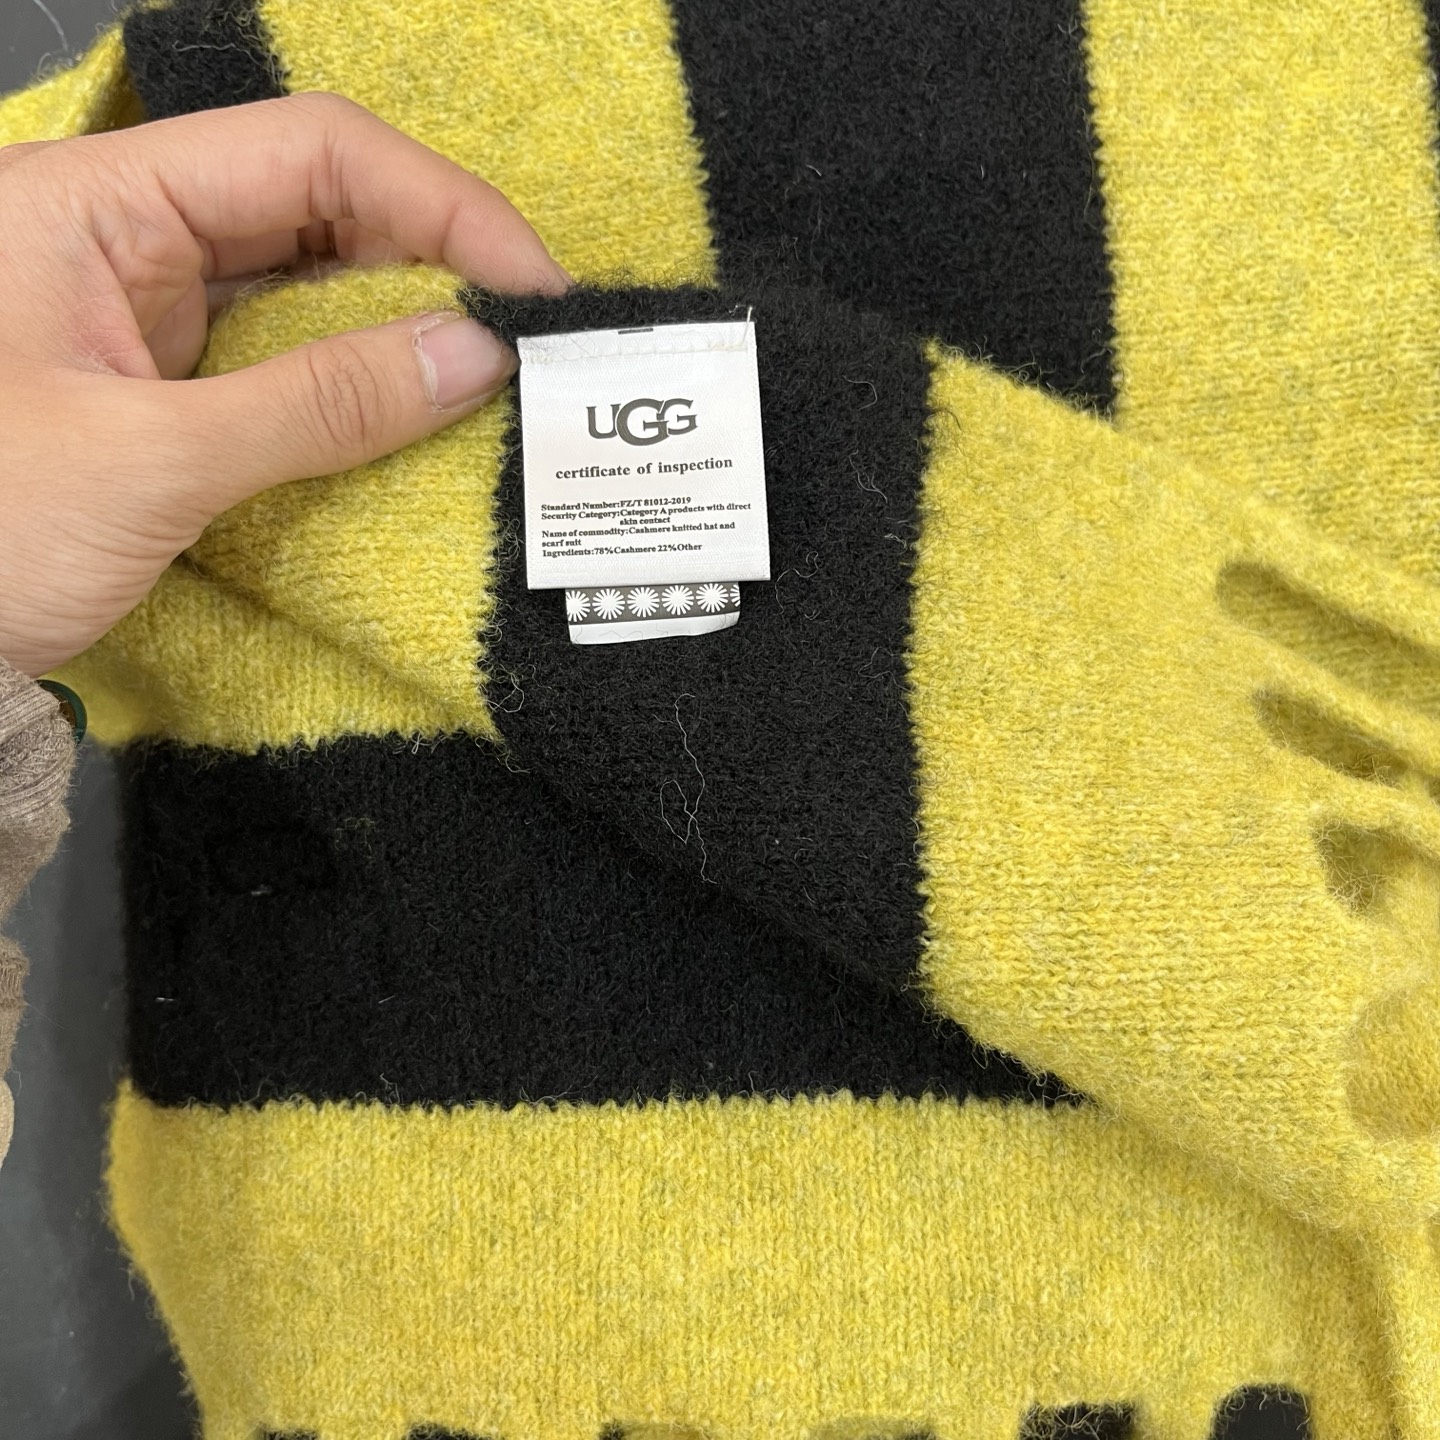 UGG
certificate of inspection
Standard Number:FZ/T 81012-2019
Security Category:Category A products with direct
skin contact
Name of commodity:Cashmere knitted hat and
scarf suit
Ingredients:78%Cashmere 22%Other